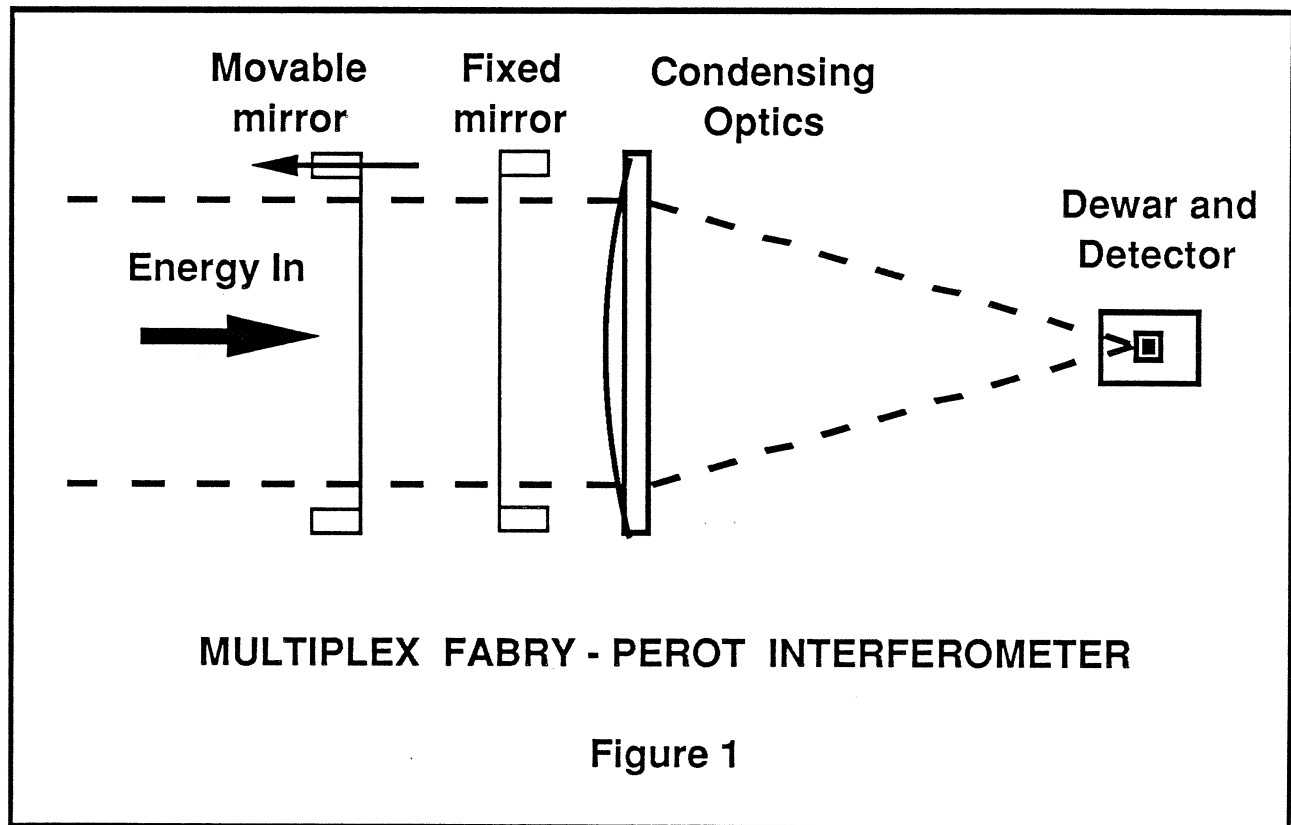 Movable
mirror
Fixed
mirror
Condensing
Optics
Dewar and
Detector
Energy In
MULTIPLEX FABRY - PEROT INTERFEROMETER
Figure 1